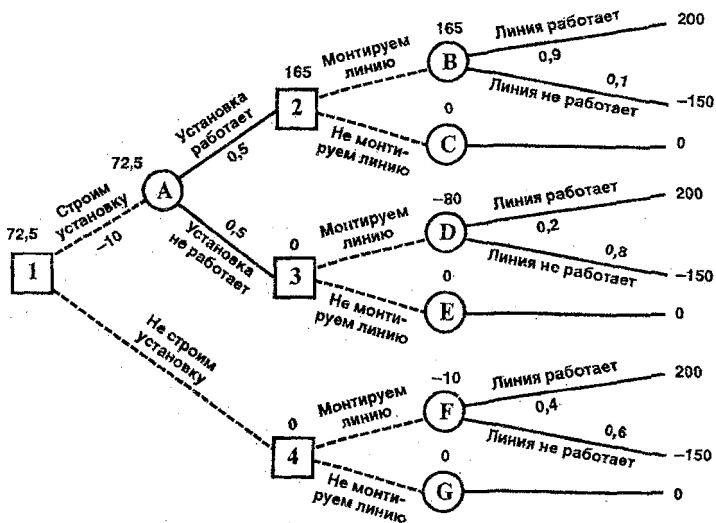 Линия работает
200
165
B
0,9
Монтируем
линию
0,1
Линия не работает
–150
165
2
0
C
0
Не монти-
руем линию
Установка
работает
0,5
72,5
A
Строим
установку
–10
72,5
1
0,5
Установка
не работает
Линия работает
200
–80
D
0,2
Монтируем
линию
0,8
Линия не работает
–150
0
3
0
E
0
Не монти-
руем линию
Не строим
установку
Линия работает
200
–10
F
0,4
Монтируем
линию
0,6
Линия не работает
–150
0
4
0
G
0
Не монти-
руем линию